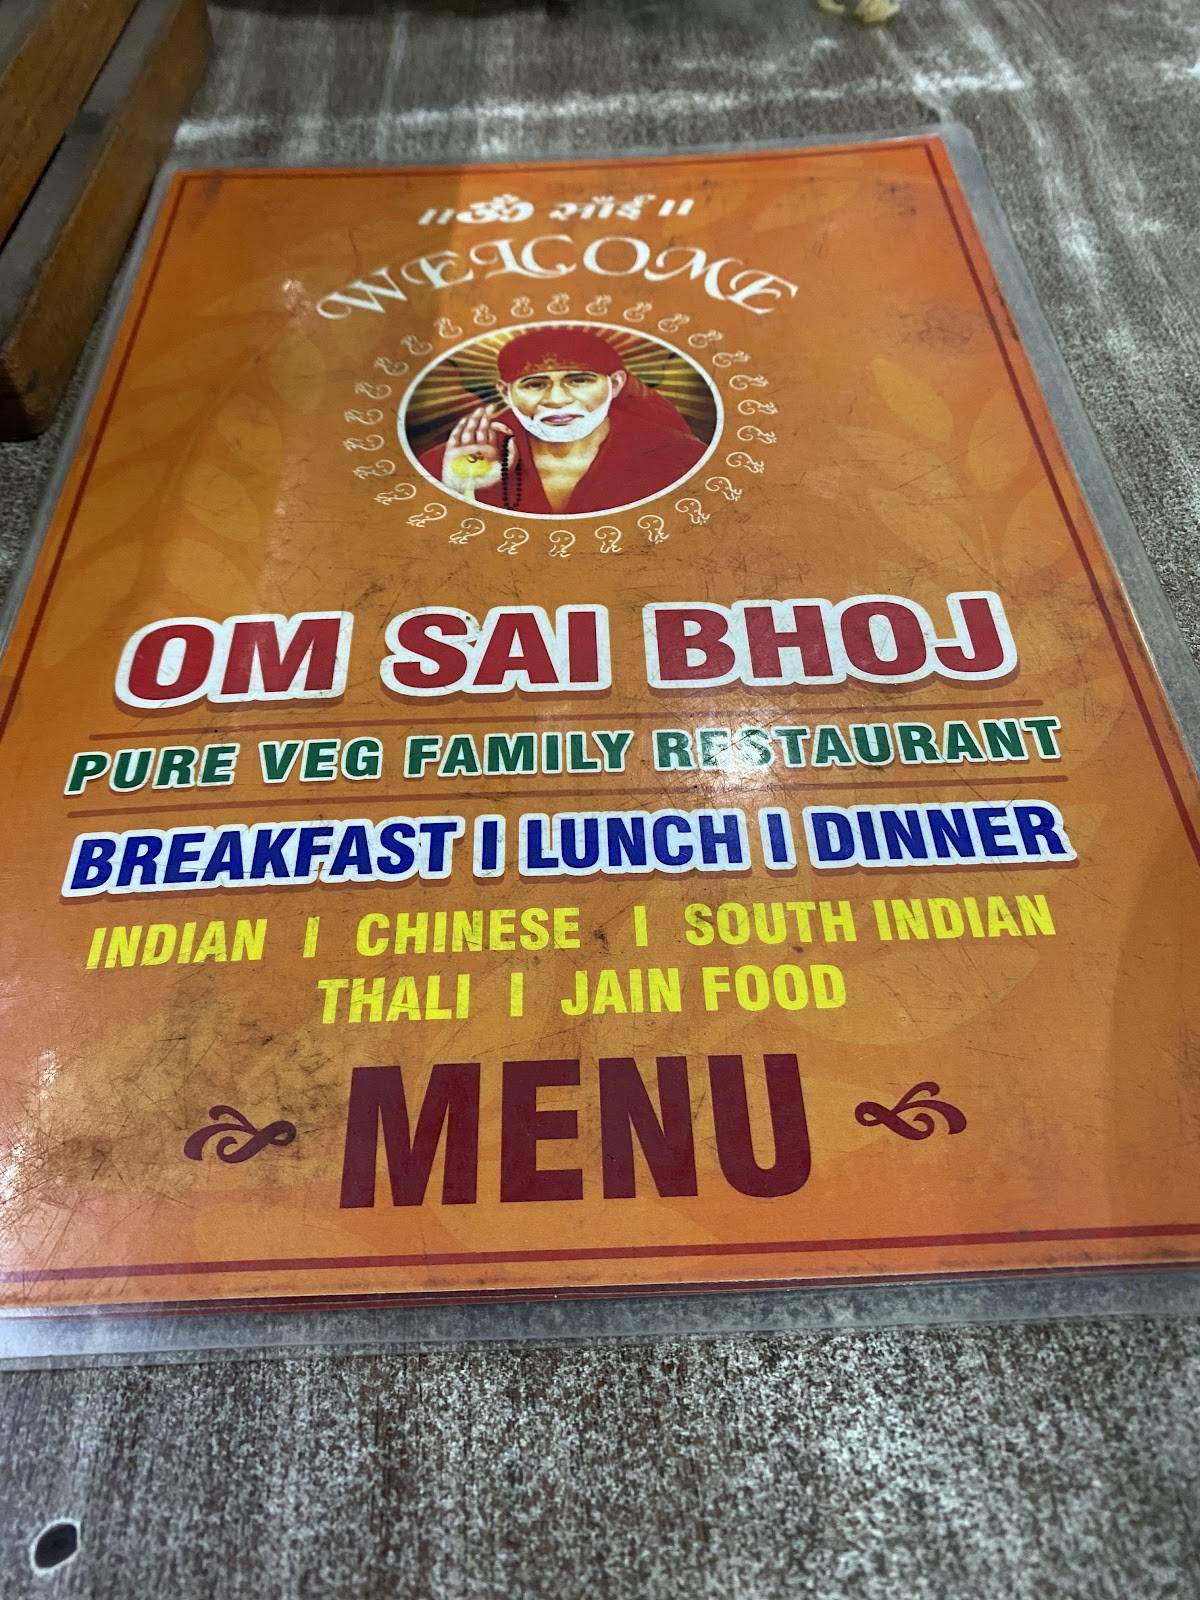 ॥ॐ साँई॥
WELCOME
OM SAI BHOJ
PURE VEG FAMILY RESTAURANT
BREAKFAST I LUNCH I DINNER
INDIAN I CHINESE I SOUTH INDIAN
THALI I JAIN FOOD
MENU